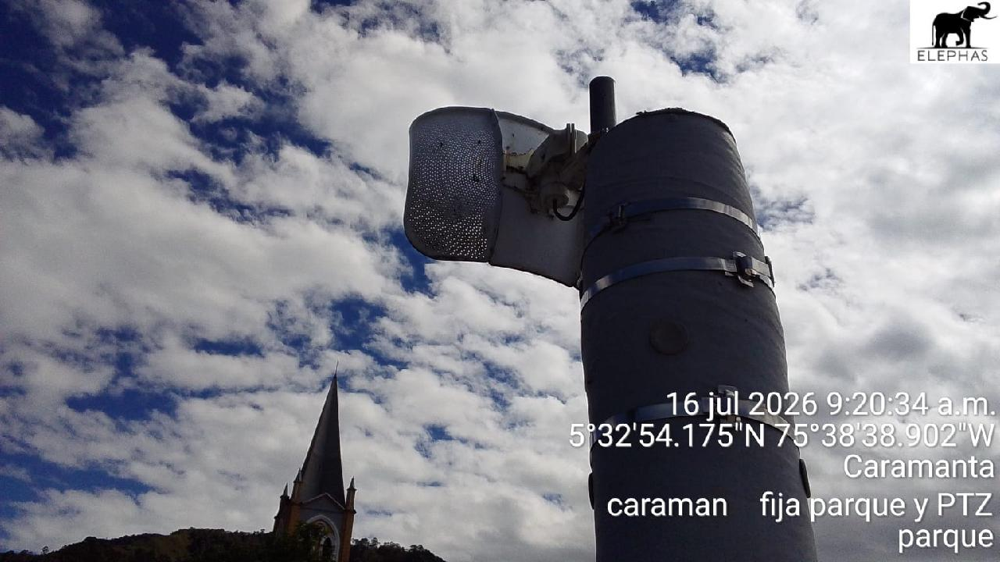 ELEPHAS
16 jul 2026 9:20:34 a.m.
5°32'54.175"N 75°38'38.902"W
Caramanta
caraman fija parque y PTZ
parque